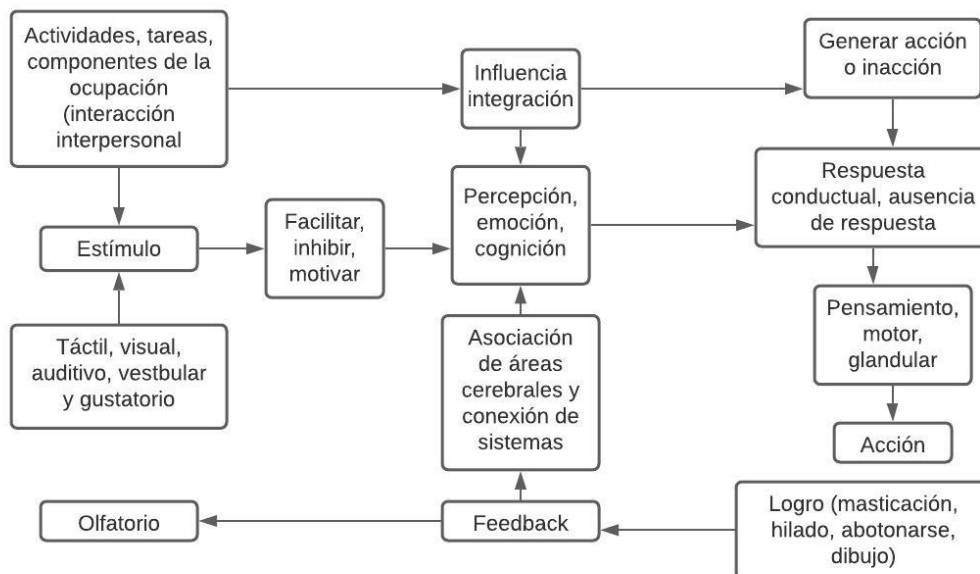 Actividades, tareas,
componentes de la
ocupación
(interacción
interpersonal
Influencia
integración
Generar acción
o inacción
Estímulo
Facilitar,
inhibir,
motivar
Percepción,
emoción,
cognición
Respuesta
conductual, ausencia
de respuesta
Táctil, visual,
auditivo, vestbular
y gustatorio
Asociación
de áreas
cerebrales y
conexión de
sistemas
Pensamiento,
motor,
glandular
Acción
Olfatorio
Feedback
Logro (masticación,
hilado, abotonarse,
dibujo)